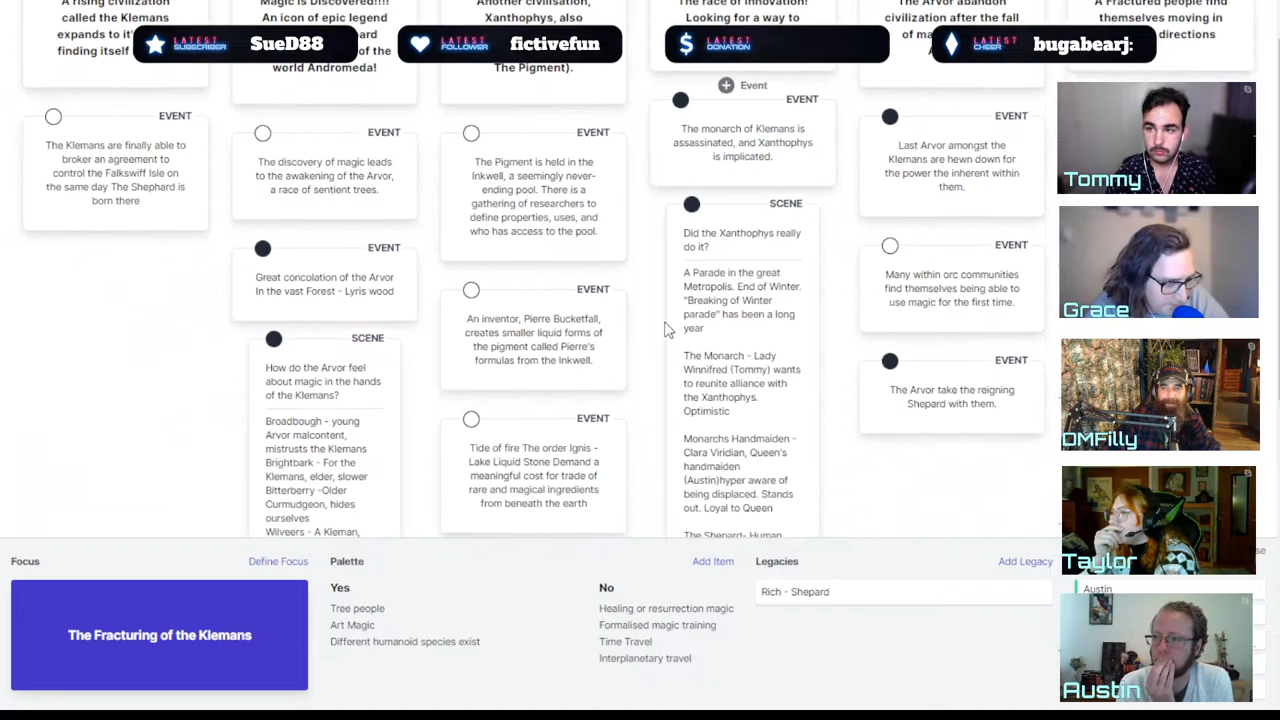 A rising civilization
called the Klemans
expands to it'
finding itself
Magic is Discovered!!!!
An icon of epic legend
of the
world Andromeda!
Another civilisation,
Xanthophys, also
The Pigment).
The race of innovation!
Looking for a way to
The Arvor abandon
civilization after the fall
of ma
A Fractured people find
themselves moving in
directions
LATEST SUBSCRIBER
SueD88
LATEST FOLLOWER
fictivefun
LATEST DONATION
LATEST CHEER
bugabearj:
EVENT
The Klemans are finally able to
broker an agreement to
control the Falkswiff Isle on
the same day The Shephard is
born there
EVENT
The discovery of magic leads
to the awakening of the Arvor,
a race of sentient trees.
EVENT
Great concolation of the Arvor
In the vast Forest - Lyris wood
SCENE
How do the Arvor feel
about magic in the hands
of the Klemans?
Broadbough - young
Arvor malcontent,
mistrusts the Klemans
Brightbark - For the
Klemans, elder, slower
Bitterberry -Older
Curmudgeon, hides
ourselves
Wilveers - A Kleman,
EVENT
The Pigment is held in the
Inkwell, a seemingly never-
ending pool. There is a
gathering of researchers to
define properties, uses, and
who has access to the pool.
EVENT
An inventor, Pierre Bucketfall,
creates smaller liquid forms of
the pigment called Pierre's
formulas from the Inkwell.
EVENT
Tide of fire The order Ignis -
Lake Liquid Stone Demand a
meaningful cost for trade of
rare and magical ingredients
from beneath the earth
Event
EVENT
The monarch of Klemans is
assassinated, and Xanthophys
is implicated.
SCENE
Did the Xanthophys really
do it?
A Parade in the great
Metropolis. End of Winter.
"Breaking of Winter
parade" has been a long
year
The Monarch - Lady
Winnifred (Tommy) wants
to reunite alliance with
the Xanthophys.
Optimistic
Monarchs Handmaiden -
Clara Viridian, Queen's
handmaiden
(Austin)hyper aware of
being displaced. Stands
out. Loyal to Queen
The Shepard- Human
EVENT
Last Arvor amongst the
Klemans are hewn down for
the power the inherent within
them.
EVENT
Many within orc communities
find themselves being able to
use magic for the first time.
EVENT
The Arvor take the reigning
Shepard with them.
Tommy
Grace
DMFilly
Taylor
Austin
Focus
Define Focus
The Fracturing of the Klemans
Palette
Add Item
Yes
Tree people
Art Magic
Different humanoid species exist
No
Healing or resurrection magic
Formalised magic training
Time Travel
Interplanetary travel
Legacies
Add Legacy
Rich - Shepard
Austin